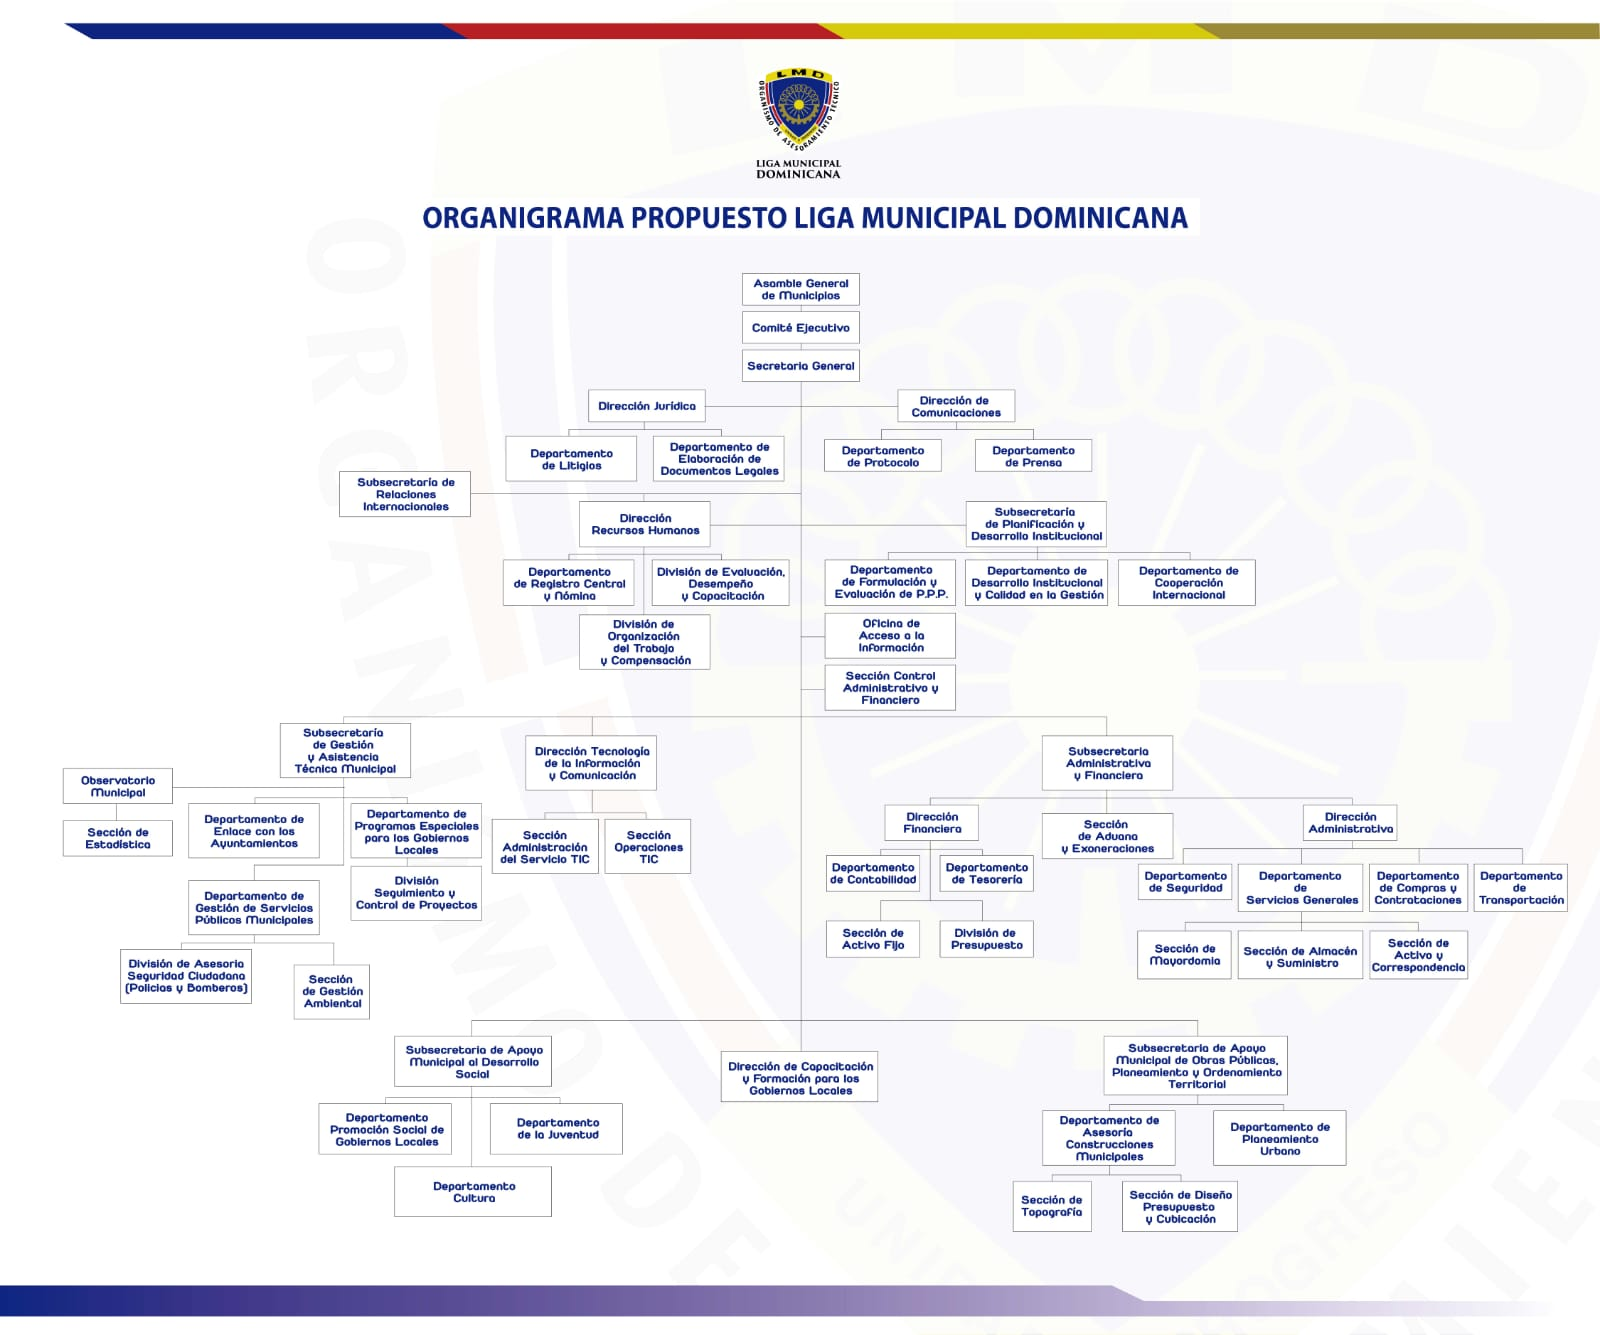 LMD
ORGANISMO DE ASESORAMIENTO TECNICO
LIGA MUNICIPAL
DOMINICANA
ORGANIGRAMA PROPUESTO LIGA MUNICIPAL DOMINICANA
Asamble General
de Municipios
Comité Ejecutivo
Secretaria General
Dirección Jurídica
Dirección de
Comunicaciones
Departamento
de Litigios
Departamento de
Elaboración de
Documentos Legales
Departamento
de Protocolo
Departamento
de Prensa
Subsecretaría de
Relaciones
Internacionales
Dirección
Recursos Humanos
Subsecretaría
de Planificación y
Desarrollo Institucional
Departamento
de Registro Central
y Nómina
División de Evaluación,
Desempeño
y Capacitación
Departamento
de Formulación y
Evaluación de P.P.P.
Departamento de
Desarrollo Institucional
y Calidad en la Gestión
Departamento de
Cooperación
Internacional
División de
Organización
del Trabajo
y Compensación
Oficina de
Acceso a la
Información
Sección Control
Administrativo y
Financiero
Subsecretaría
de Gestión
y Asistencia
Técnica Municipal
Dirección Tecnología
de la Información
y Comunicación
Subsecretaria
Administrativa
y Financiera
Observatorio
Municipal
Sección de
Estadística
Departamento de
Enlace con los
Ayuntamientos
Departamento de
Programas Especiales
para los Gobiernos
Locales
Sección
Administración
del Servicio TIC
Sección
Operaciones
TIC
Dirección
Financiera
Sección
de Aduana
y Exoneraciones
Dirección
Administrativa
División
Seguimiento y
Control de Proyectos
Departamento de
Gestión de Servicios
Públicos Municipales
Departamento
de Contabilidad
Departamento
de Tesorería
Departamento
de Seguridad
Departamento
de
Servicios Generales
Departamento
de Compras y
Contrataciones
Departamento
de
Transportación
Sección de
Activo Fijo
División de
Presupuesto
Sección de
Mayordomia
Sección de Almacén
y Suministro
Sección de
Activo y
Correspondencia
División de Asesoria
Seguridad Ciudadana
(Policias y Bomberos)
Sección
de Gestión
Ambiental
Subsecretaria de Apoyo
Municipal al Desarrollo
Social
Dirección de Capacitación
y Formación para los
Gobiernos Locales
Subsecretaria de Apoyo
Municipal de Obras Públicas,
Planeamiento y Ordenamiento
Territorial
Departamento
Promoción Social de
Gobiernos Locales
Departamento
de la Juventud
Departamento de
Asesoría
Construcciones
Municipales
Departamento de
Planeamiento
Urbano
Departamento
Cultura
Sección de
Topografía
Sección de Diseño
Presupuesto
y Cubicación